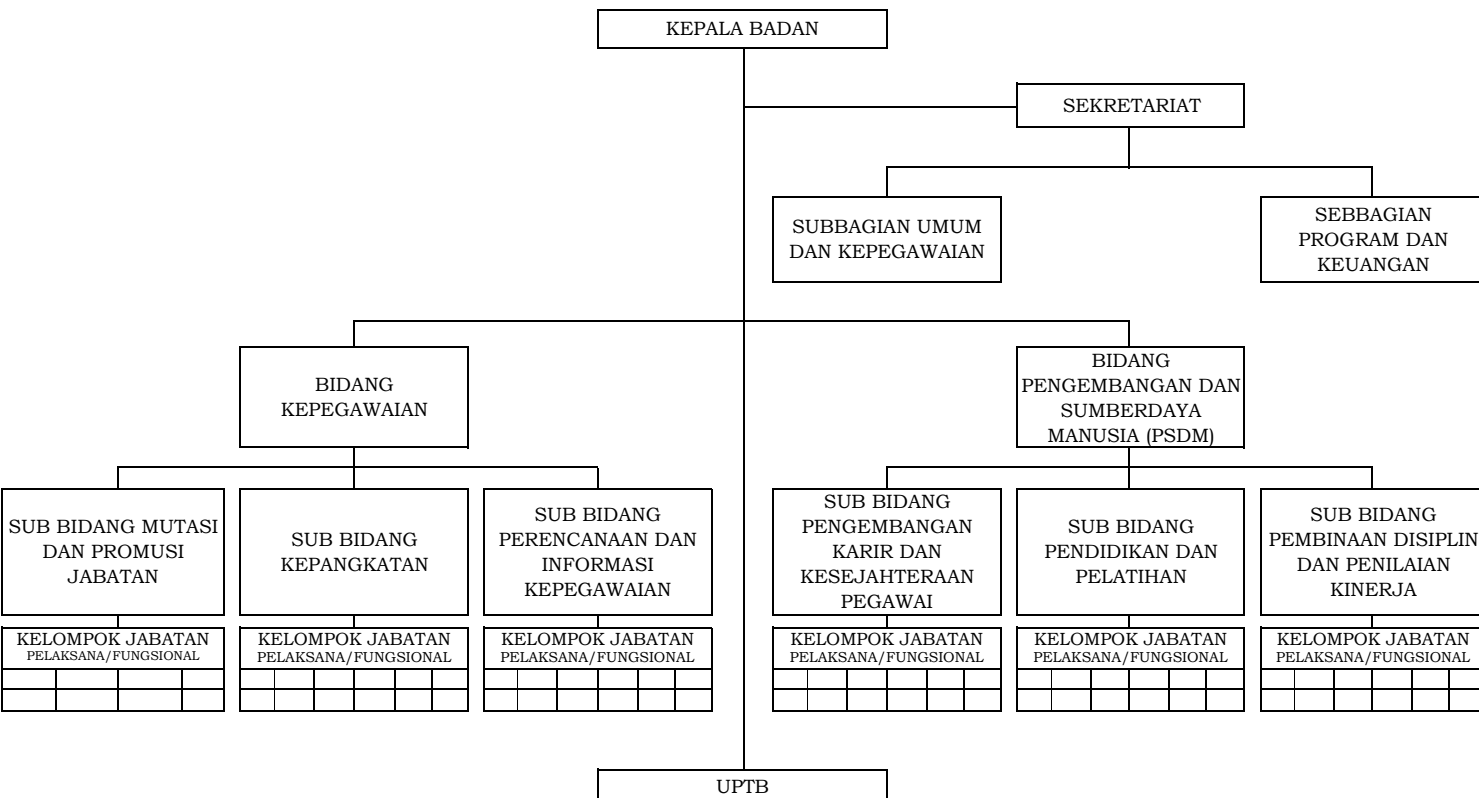 KEPALA BADAN
SEKRETARIAT
SUBBAGIAN UMUM
DAN KEPEGAWAIAN
SEBBAGIAN
PROGRAM DAN
KEUANGAN
BIDANG
KEPEGAWAIAN
BIDANG
PENGEMBANGAN DAN
SUMBERDAYA
MANUSIA (PSDM)
SUB BIDANG MUTASI
DAN PROMUSI
JABATAN
SUB BIDANG
KEPANGKATAN
SUB BIDANG
PERENCANAAN DAN
INFORMASI
KEPEGAWAIAN
SUB BIDANG
PENGEMBANGAN
KARIR DAN
KESEJAHTERAAN
PEGAWAI
SUB BIDANG
PENDIDIKAN DAN
PELATIHAN
SUB BIDANG
PEMBINAAN DISIPLIN
DAN PENILAIAN
KINERJA
KELOMPOK JABATAN
PELAKSANA/FUNGSIONAL
KELOMPOK JABATAN
PELAKSANA/FUNGSIONAL
KELOMPOK JABATAN
PELAKSANA/FUNGSIONAL
KELOMPOK JABATAN
PELAKSANA/FUNGSIONAL
KELOMPOK JABATAN
PELAKSANA/FUNGSIONAL
KELOMPOK JABATAN
PELAKSANA/FUNGSIONAL
UPTB